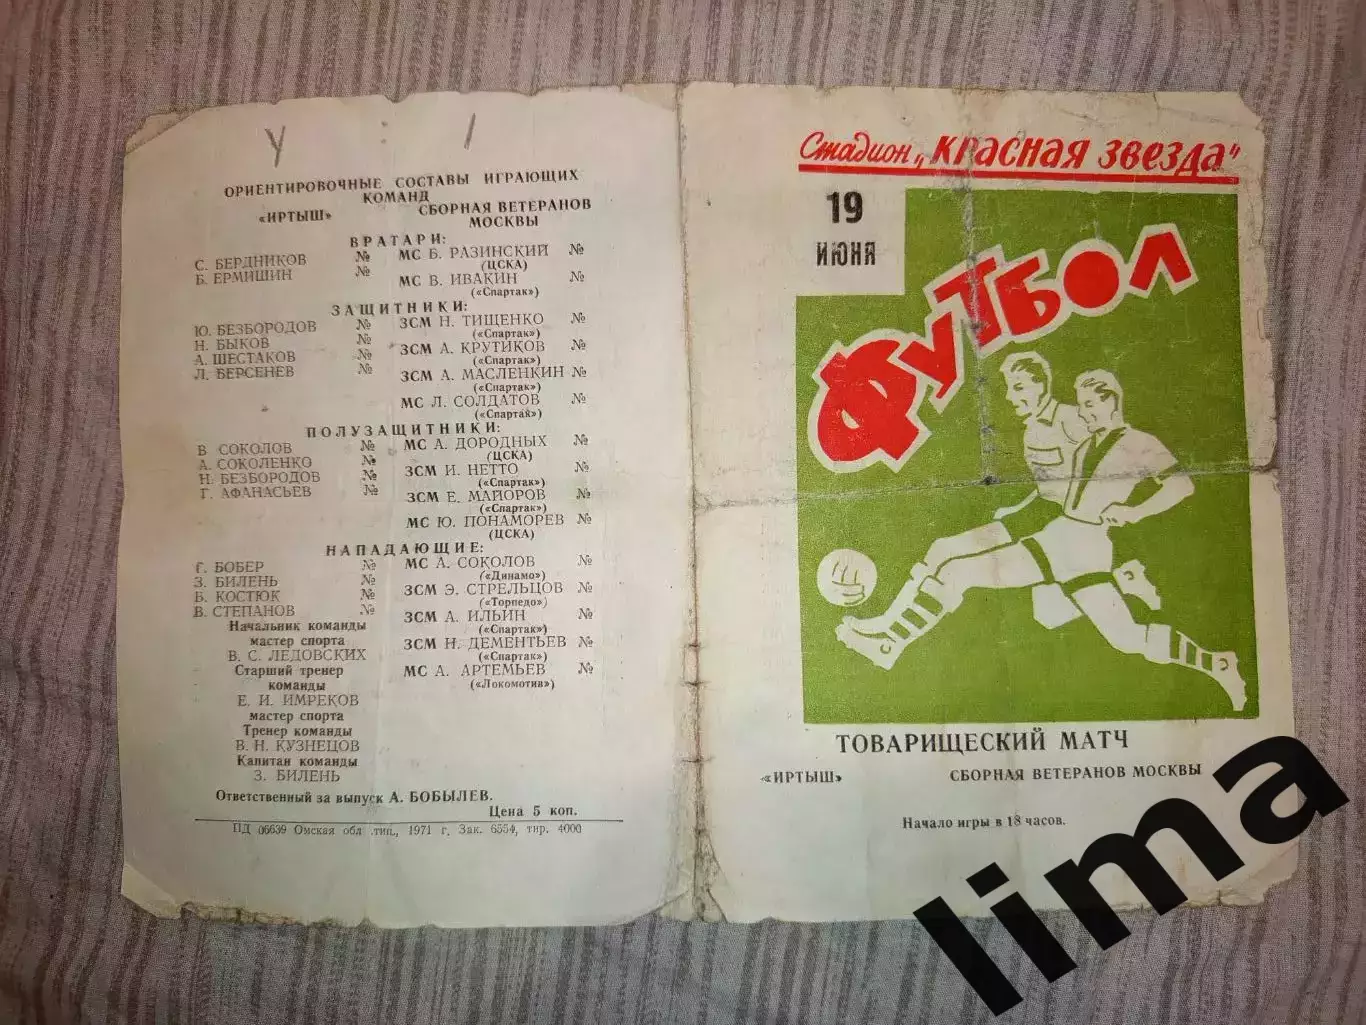 У 1
ОРИЕНТИРОВОЧНЫЕ СОСТАВЫ ИГРАЮЩИХ
КОМАНД
«ИРТЫШ» СБОРНАЯ ВЕТЕРАНОВ
МОСКВЫ
ВРАТАРИ:
С. БЕРДНИКОВ № МС Б. РАЗИНСКИЙ №
(ЦСКА)
Б. ЕРМИШИН № МС В. ИВАКИН №
(«Спартак»)
ЗАЩИТНИКИ:
Ю. БЕЗБОРОДОВ № ЗСМ Н. ТИЩЕНКО №
(«Спартак»)
Н. БЫКОВ № ЗСМ А. КРУТИКОВ №
(«Спартак»)
А. ШЕСТАКОВ № ЗСМ А. МАСЛЕНКИН №
(«Спартак»)
Л. БЕРСЕНЕВ № МС Л. СОЛДАТОВ №
(«Спартак»)
ПОЛУЗАЩИТНИКИ:
В СОКОЛОВ № МС А. ДОРОДНЫХ №
(ЦСКА)
А. СОКОЛЕНКО № ЗСМ И. НЕТТО №
(«Спартак»)
Н. БЕЗБОРОДОВ № ЗСМ Е. МАЙОРОВ №
(«Спартак»)
Г. АФАНАСЬЕВ № МС Ю. ПОНАМОРЕВ №
(ЦСКА)
НАПАДАЮЩИЕ:
Г. БОБЕР № МС А. СОКОЛОВ №
(«Динамо»)
З. БИЛЕНЬ № ЗСМ Э. СТРЕЛЬЦОВ №
(«Торпедо»)
Б. КОСТЮК № ЗСМ А. ИЛЬИН №
(«Спартак»)
В. СТЕПАНОВ № ЗСМ Н. ДЕМЕНТЬЕВ №
(«Спартак»)
МС А. АРТЕМЬЕВ №
(«Локомотив»)
Начальник команды
мастер спорта
В. С. ЛЕДОВСКИХ
Старший тренер
команды
Е. И. ИМРЕКОВ
мастер спорта
Тренер команды
В. Н. КУЗНЕЦОВ
Капитан команды
З. БИЛЕНЬ
Ответственный за выпуск А. БОБЫЛЕВ.
Цена 5 коп.
ПД 06639 Омская обл .тип., 1971 г, Зак. 6554, тир. 4000
Стадион „КРАСНАЯ ЗВЕЗДА"
19
ИЮНЯ
ФУТБОЛ
ТОВАРИЩЕСКИЙ МАТЧ
«ИРТЫШ» СБОРНАЯ ВЕТЕРАНОВ МОСКВЫ
Начало игры в 18 часов.
lima